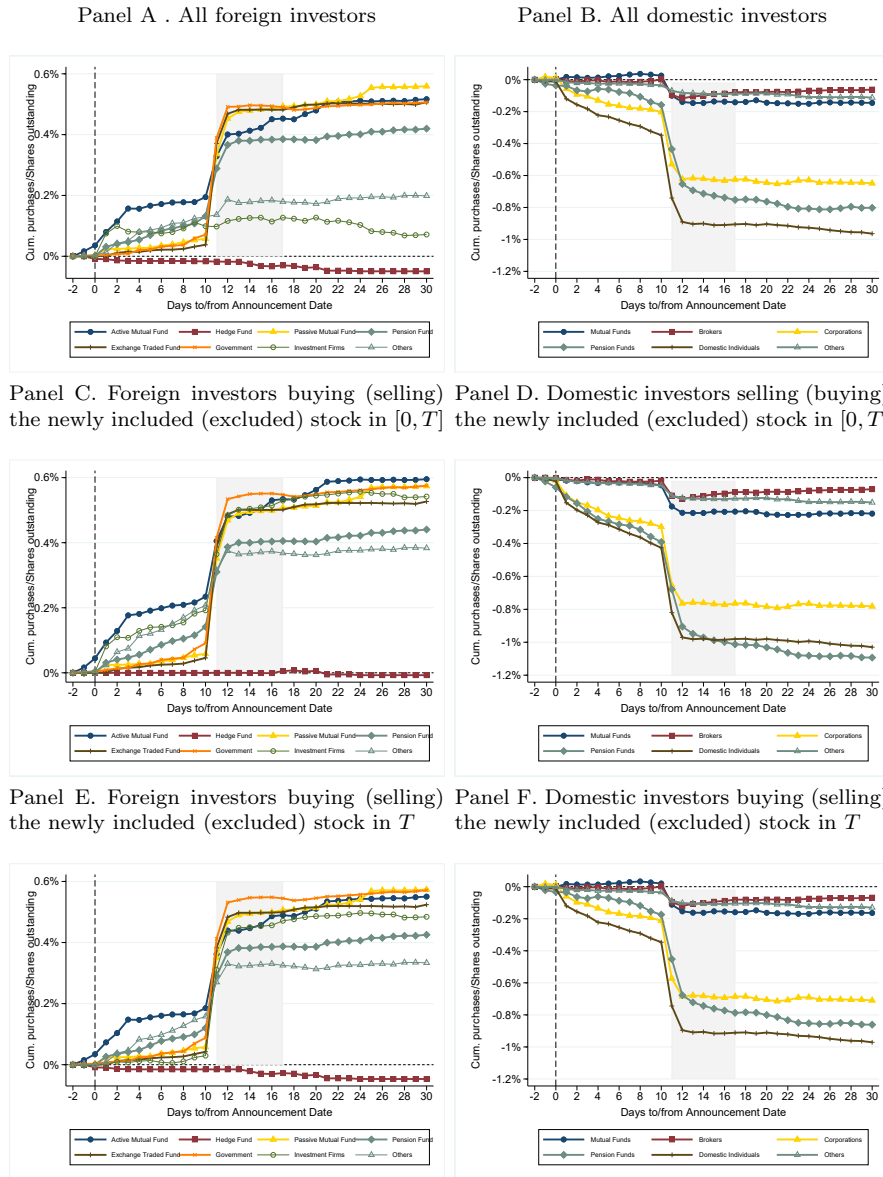 Panel A . All foreign investors
Panel B. All domestic investors
Cum. purchases/Shares outstanding
0.6%
0.4%
0.2%
0%
-2 0 2 4 6 8 10 12 14 16 18 20 22 24 26 28 30
Days to/from Announcement Date
Active Mutual Fund Hedge Fund Passive Mutual Fund Pension Fund
Exchange Traded Fund Government Investment Firms Others
Cum. purchases/Shares outstanding
0%
-0.2%
-0.4%
-0.6%
-0.8%
-1%
-1.2%
-2 0 2 4 6 8 10 12 14 16 18 20 22 24 26 28 30
Days to/from Announcement Date
Mutual Funds Brokers Corporations
Pension Funds Domestic Individuals Others
Panel C. Foreign investors buying (selling)
the newly included (excluded) stock in [0, T]
Panel D. Domestic investors selling (buying)
the newly included (excluded) stock in [0, T
Cum. purchases/Shares outstanding
0.6%
0.4%
0.2%
0%
-2 0 2 4 6 8 10 12 14 16 18 20 22 24 26 28 30
Days to/from Announcement Date
Active Mutual Fund Hedge Fund Passive Mutual Fund Pension Fund
Exchange Traded Fund Government Investment Firms Others
Cum. purchases/Shares outstanding
0%
-0.2%
-0.4%
-0.6%
-0.8%
-1%
-1.2%
-2 0 2 4 6 8 10 12 14 16 18 20 22 24 26 28 30
Days to/from Announcement Date
Mutual Funds Brokers Corporations
Pension Funds Domestic Individuals Others
Panel E. Foreign investors buying (selling)
the newly included (excluded) stock in T
Panel F. Domestic investors buying (selling)
the newly included (excluded) stock in T
Cum. purchases/Shares outstanding
0.6%
0.4%
0.2%
0%
-2 0 2 4 6 8 10 12 14 16 18 20 22 24 26 28 30
Days to/from Announcement Date
Active Mutual Fund Hedge Fund Passive Mutual Fund Pension Fund
Exchange Traded Fund Government Investment Firms Others
Cum. purchases/Shares outstanding
0%
-0.2%
-0.4%
-0.6%
-0.8%
-1%
-1.2%
-2 0 2 4 6 8 10 12 14 16 18 20 22 24 26 28 30
Days to/from Announcement Date
Mutual Funds Brokers Corporations
Pension Funds Domestic Individuals Others